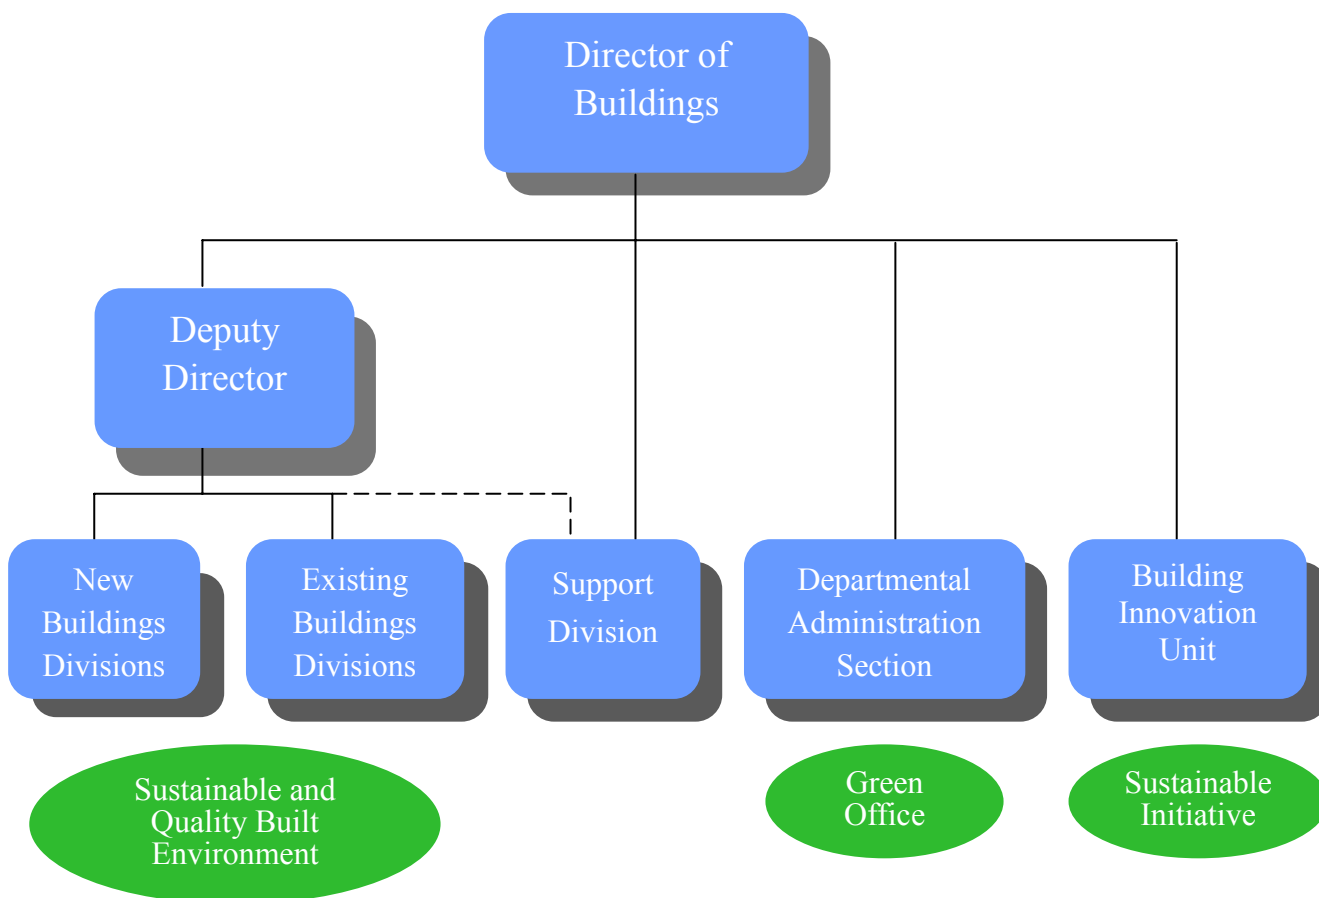 Director of
Buildings
Deputy
Director
New
Buildings
Divisions
Existing
Buildings
Divisions
Support
Division
Departmental
Administration
Section
Building
Innovation
Unit
Sustainable and
Quality Built
Environment
Green
Office
Sustainable
Initiative